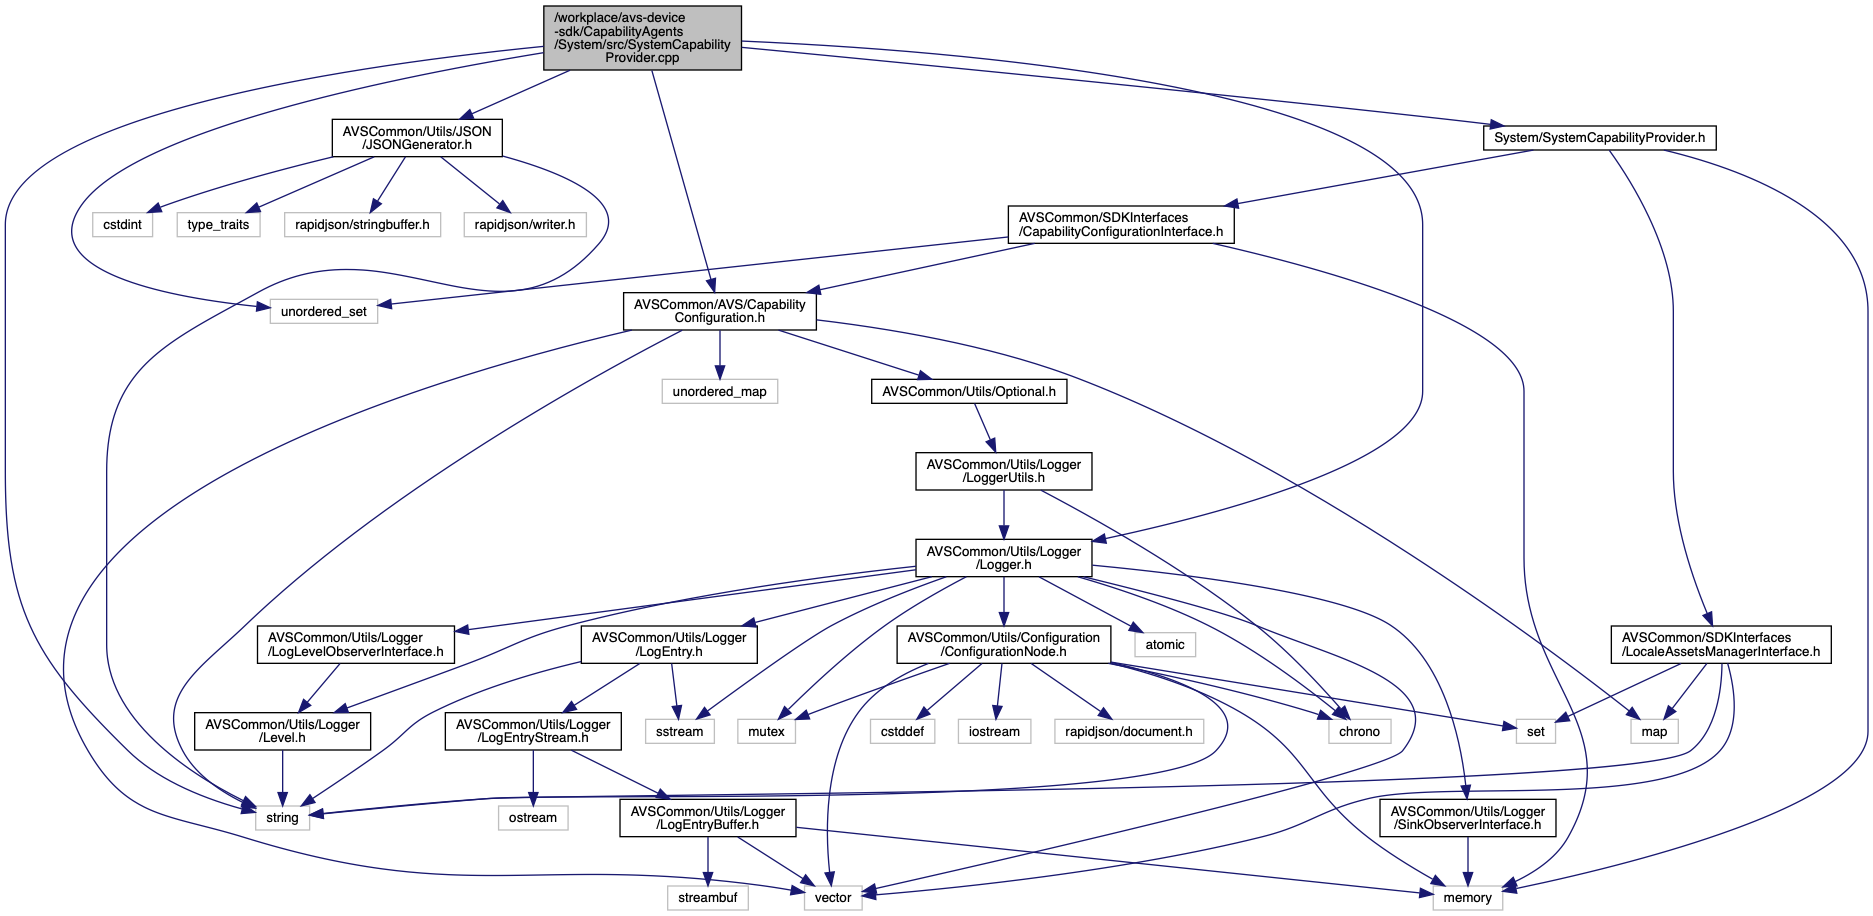 /workplace/avs-device
-sdk/CapabilityAgents
/System/src/SystemCapability
Provider.cpp
AVSCommon/Utils/JSON
/JSONGenerator.h
System/SystemCapabilityProvider.h
cstdint
type_traits
rapidjson/stringbuffer.h
rapidjson/writer.h
AVSCommon/SDKInterfaces
/CapabilityConfigurationInterface.h
unordered_set
AVSCommon/AVS/Capability
Configuration.h
unordered_map
AVSCommon/Utils/Optional.h
AVSCommon/Utils/Logger
/LoggerUtils.h
AVSCommon/Utils/Logger
/Logger.h
AVSCommon/Utils/Logger
/LogLevelObserverInterface.h
AVSCommon/Utils/Logger
/LogEntry.h
AVSCommon/Utils/Configuration
/ConfigurationNode.h
atomic
AVSCommon/SDKInterfaces
/LocaleAssetsManagerInterface.h
AVSCommon/Utils/Logger
/Level.h
AVSCommon/Utils/Logger
/LogEntryStream.h
sstream
mutex
cstddef
iostream
rapidjson/document.h
chrono
set
map
string
ostream
AVSCommon/Utils/Logger
/LogEntryBuffer.h
AVSCommon/Utils/Logger
/SinkObserverInterface.h
streambuf
vector
memory